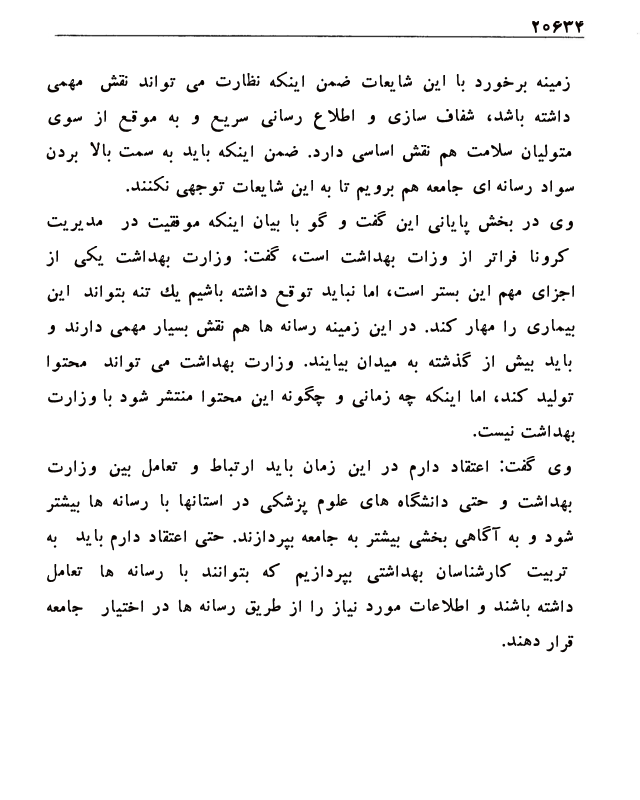 ۲۰۶۳۴
زمینه برخورد با این شایعات ضمن اینکه نظارت می تواند نقش مهمی
داشته باشد، شفاف سازی و اطلاع رسانی سریع و به موقع از سوی
متولیان سلامت هم نقش اساسی دارد. ضمن اینکه باید به سمت بالا بردن
سواد رسانه ای جامعه هم برویم تا به این شایعات توجهی نکنند.
وی در بخش پایانی این گفت و گو با بیان اینکه موفقیت در مدیریت
کرونا فراتر از وزات بهداشت است، گفت: وزارت بهداشت یکی از
اجزای مهم این بستر است، اما نباید توقع داشته باشیم یك تنه بتواند این
بیماری را مهار کند. در این زمینه رسانه ها هم نقش بسیار مهمی دارند و
باید بیش از گذشته به میدان بیایند. وزارت بهداشت می تواند محتوا
تولید کند، اما اینکه چه زمانی و چگونه این محتوا منتشر شود با وزارت
بهداشت نیست.
وی گفت: اعتقاد دارم در این زمان باید ارتباط و تعامل بین وزارت
بهداشت و حتی دانشگاه های علوم پزشکی در استانها با رسانه ها بیشتر
شود و به آگاهی بخشی بیشتر به جامعه بپردازند. حتی اعتقاد دارم باید به
تربیت کارشناسان بهداشتی بپردازیم که بتوانند با رسانه ها تعامل
داشته باشند و اطلاعات مورد نیاز را از طریق رسانه ها در اختیار جامعه
قرار دهند.